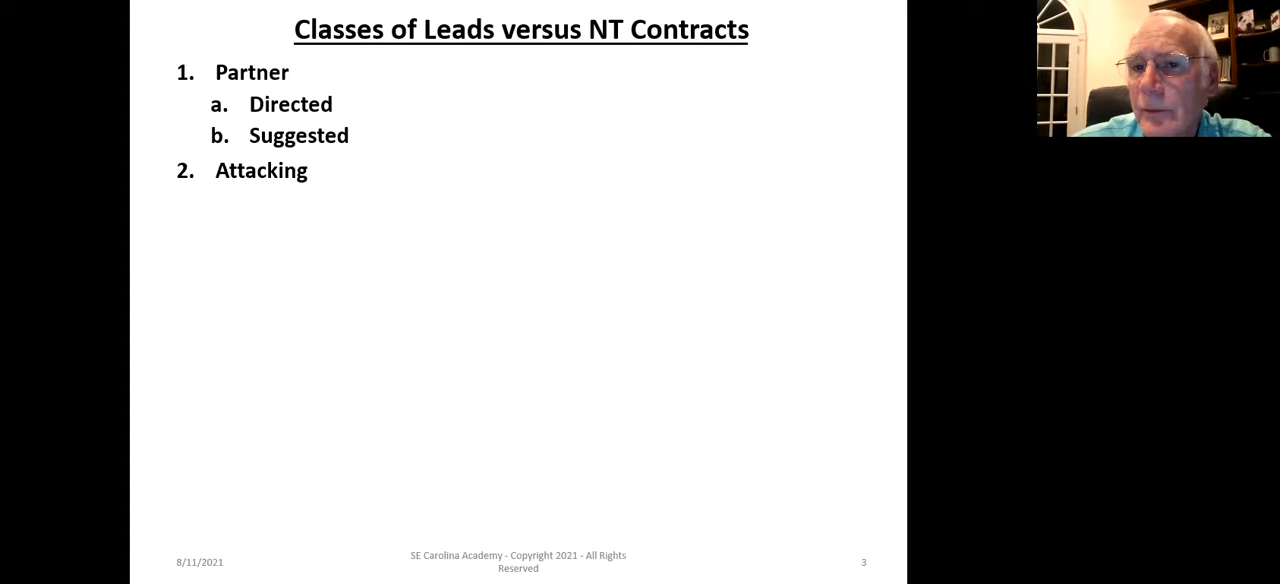 Classes of Leads versus NT Contracts
1. Partner
a. Directed
b. Suggested
2. Attacking
8/11/2021
SE Carolina Academy - Copyright 2021 - All Rights
Reserved
3